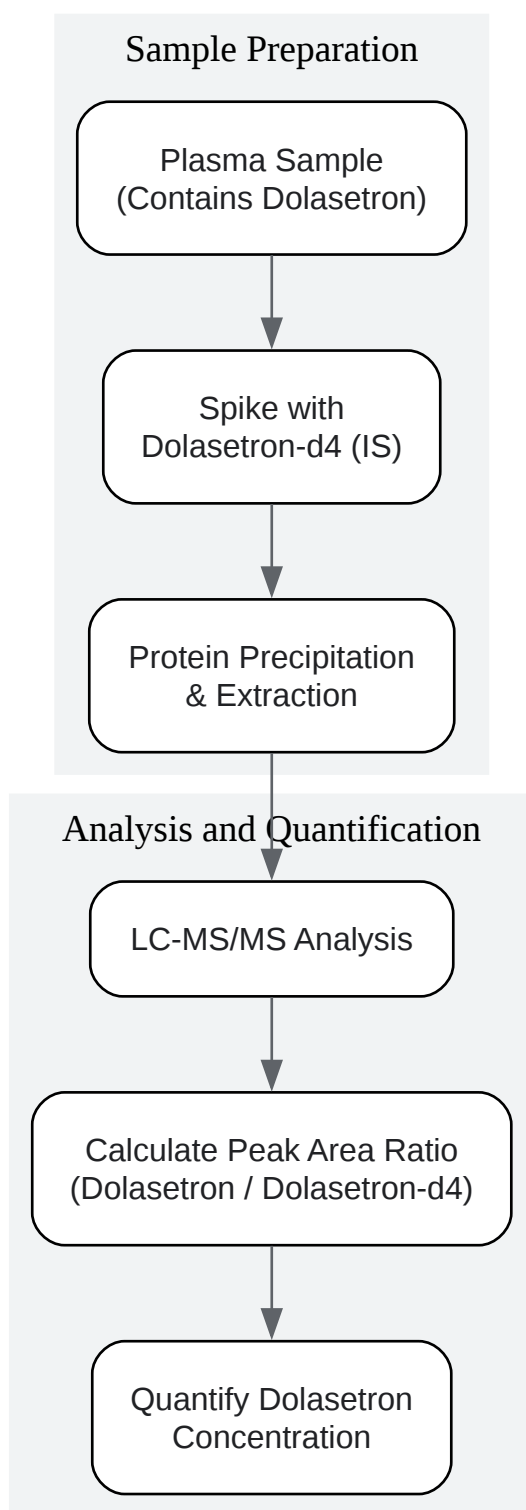 Sample Preparation
Plasma Sample
(Contains Dolasetron)
Spike with
Dolasetron-d4 (IS)
Protein Precipitation
& Extraction
Analysis and Quantification
LC-MS/MS Analysis
Calculate Peak Area Ratio
(Dolasetron / Dolasetron-d4)
Quantify Dolasetron
Concentration